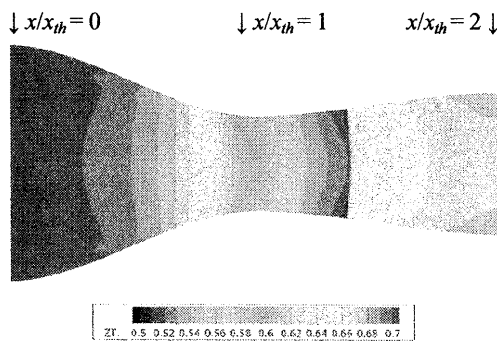 ↓ x/x_th = 0 ↓ x/x_th = 1 x/x_th = 2 ↓
ZT. 0.5 0.52 0.54 0.56 0.58 0.6 0.62 0.64 0.66 0.68 0.7